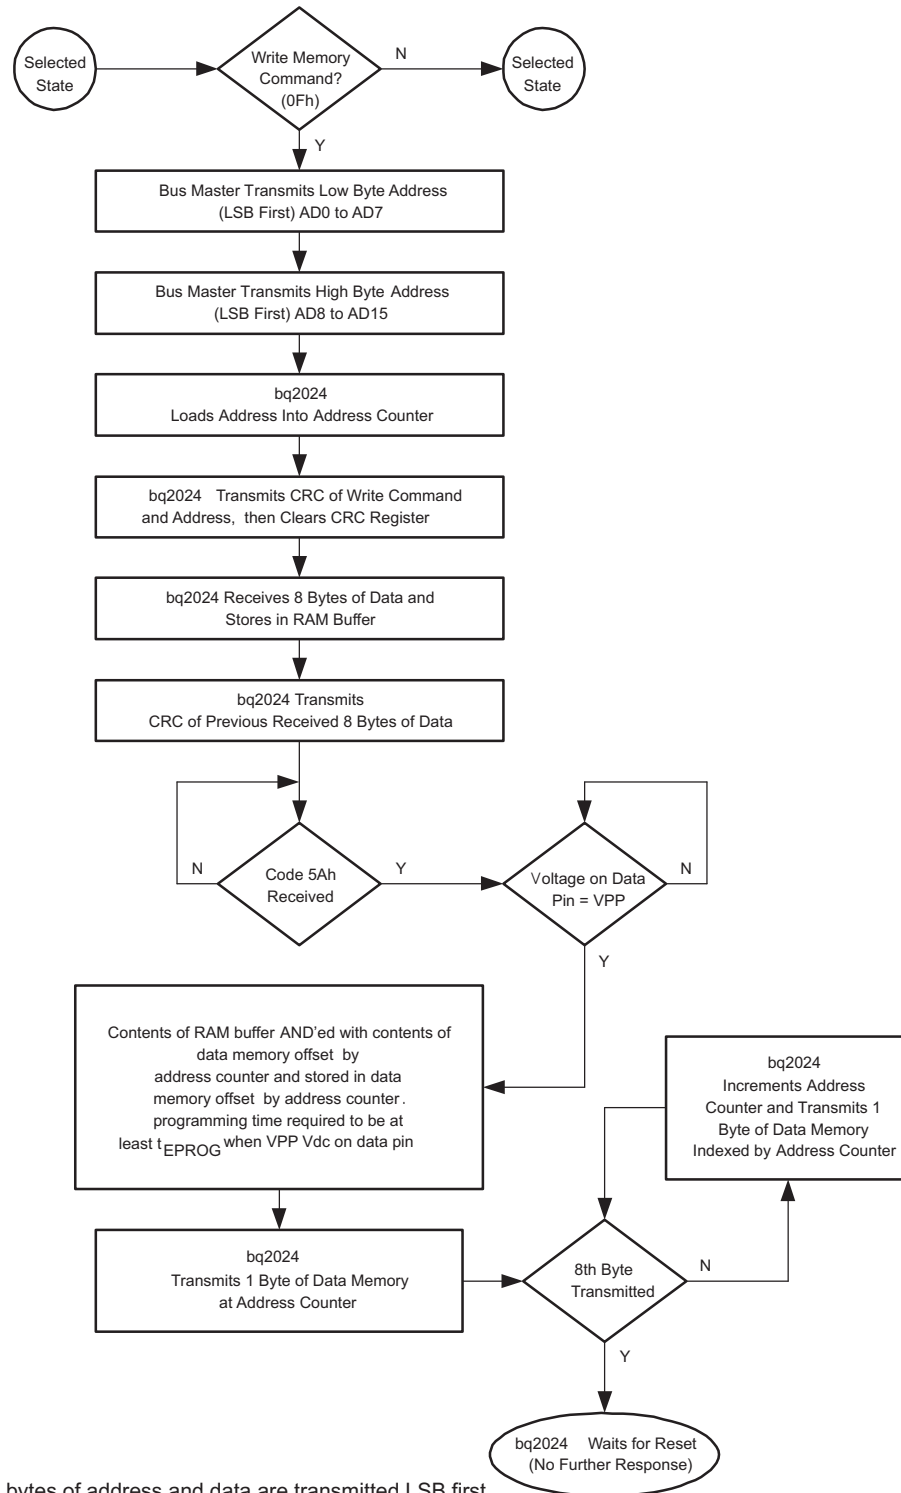 Selected
State
Write Memory
Command?
(0Fh)
N
Selected
State
Y
Bus Master Transmits Low Byte Address
(LSB First) AD0 to AD7
Bus Master Transmits High Byte Address
(LSB First) AD8 to AD15
bq2024
Loads Address Into Address Counter
bq2024 Transmits CRC of Write Command
and Address, then Clears CRC Register
bq2024 Receives 8 Bytes of Data and
Stores in RAM Buffer
bq2024 Transmits
CRC of Previous Received 8 Bytes of Data
N
Code 5Ah
Received
Y
Voltage on Data
Pin = VPP
N
Y
Contents of RAM buffer AND'ed with contents of
data memory offset by
address counter and stored in data
memory offset by address counter.
programming time required to be at
least tEPROG when VPP Vdc on data pin
bq2024
Increments Address
Counter and Transmits 1
Byte of Data Memory
Indexed by Address Counter
bq2024
Transmits 1 Byte of Data Memory
at Address Counter
8th Byte
Transmitted
N
Y
bq2024 Waits for Reset
(No Further Response)
bytes of address and data are transmitted LSB first